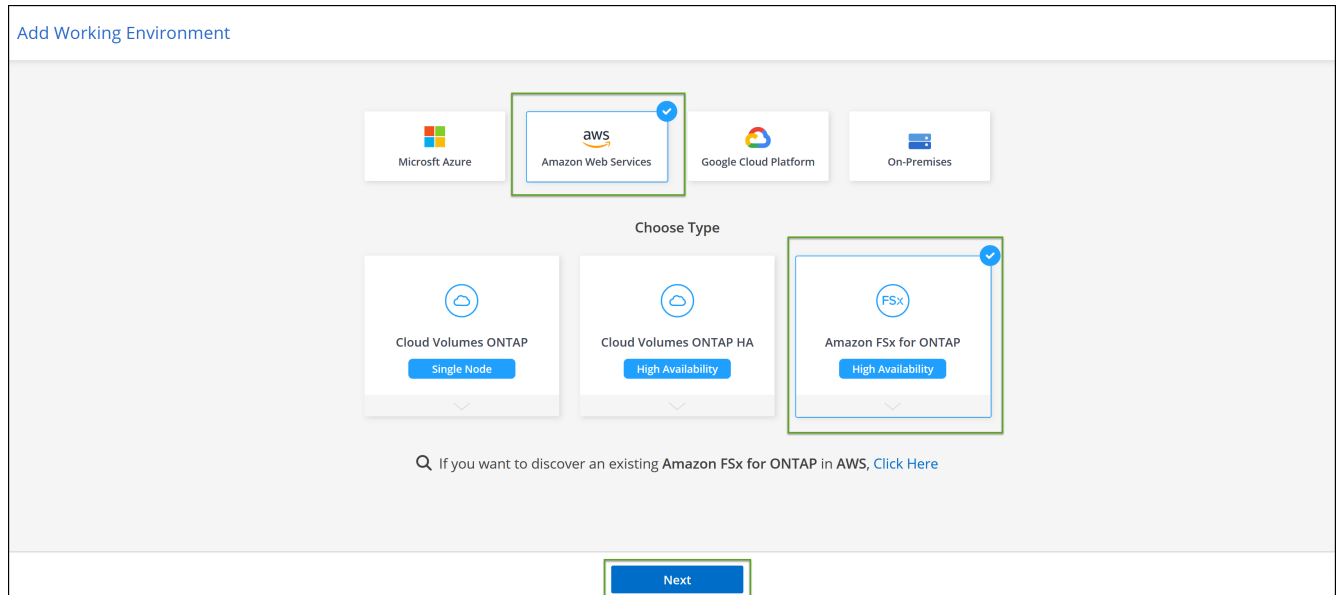 Add Working Environment
aws
Microsft Azure
Amazon Web Services
Google Cloud Platform
On-Premises
Choose Type
FSx
Cloud Volumes ONTAP
Cloud Volumes ONTAP HA
Amazon FSx for ONTAP
Single Node
High Availability
High Availability
If you want to discover an existing Amazon FSx for ONTAP in AWS, Click Here
Next